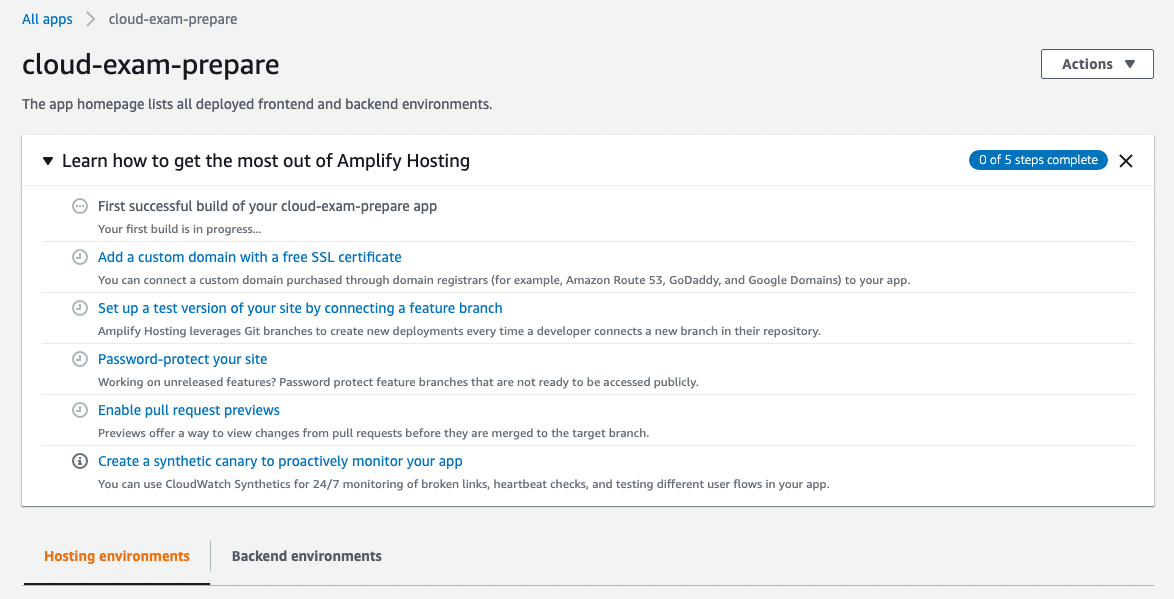 All apps
cloud-exam-prepare
cloud-exam-prepare
Actions
The app homepage lists all deployed frontend and backend environments.
Learn how to get the most out of Amplify Hosting
0 of 5 steps complete
First successful build of your cloud-exam-prepare app
Your first build is in progress...
Add a custom domain with a free SSL certificate
You can connect a custom domain purchased through domain registrars (for example, Amazon Route 53, GoDaddy, and Google Domains) to your app.
Set up a test version of your site by connecting a feature branch
Amplify Hosting leverages Git branches to create new deployments every time a developer connects a new branch in their repository.
Password-protect your site
Working on unreleased features? Password protect feature branches that are not ready to be accessed publicly.
Enable pull request previews
Previews offer a way to view changes from pull requests before they are merged to the target branch.
Create a synthetic canary to proactively monitor your app
You can use CloudWatch Synthetics for 24/7 monitoring of broken links, heartbeat checks, and testing different user flows in your app.
Hosting environments
Backend environments